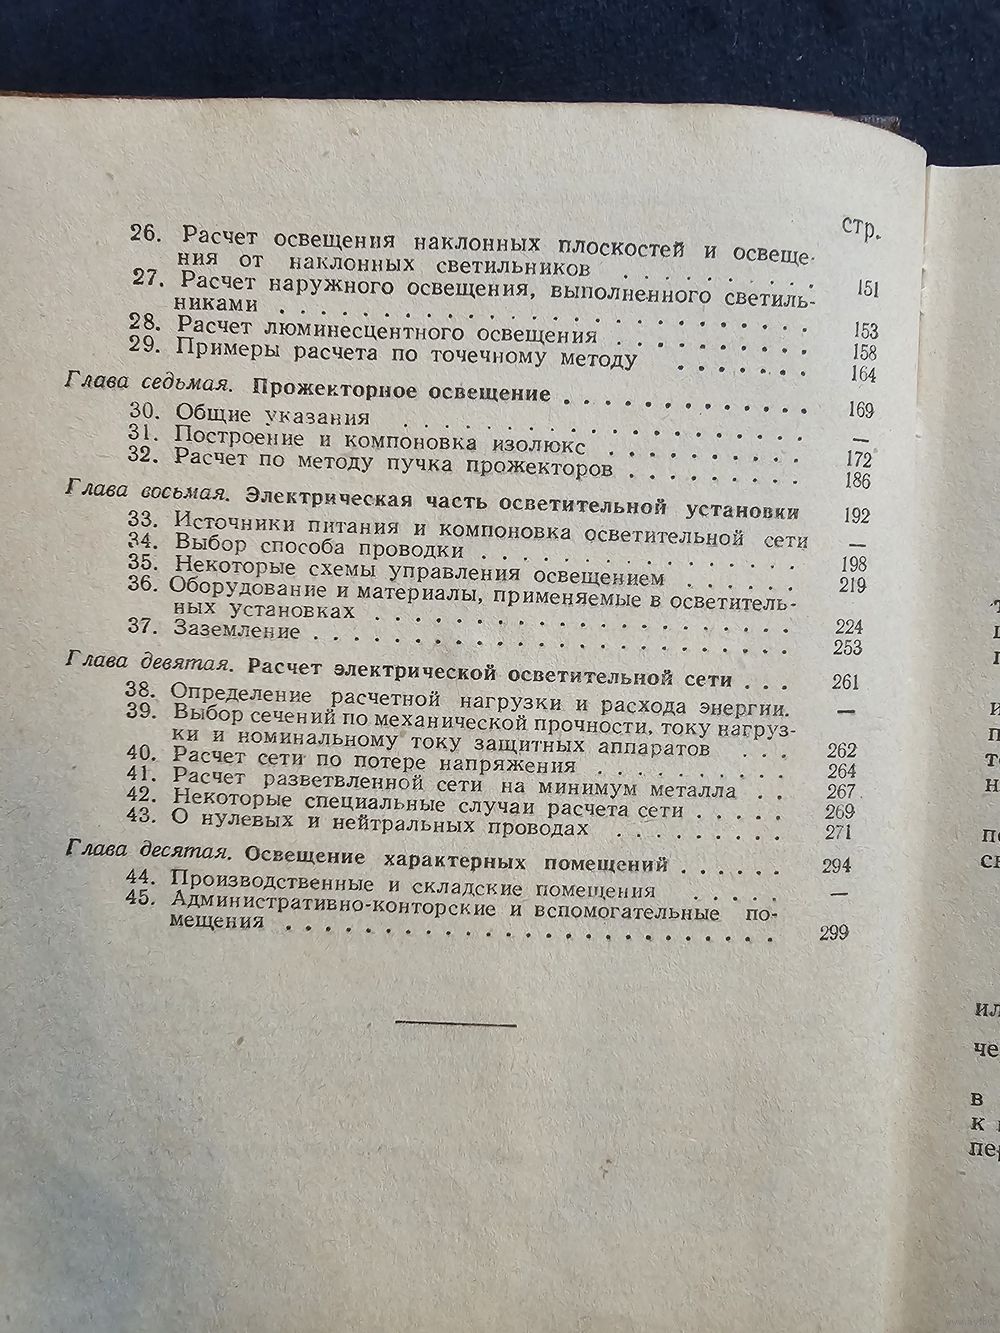 стр.
26. Расчет освещения наклонных плоскостей и освеще-
ния от наклонных светильников . . . . . . . . 151
27. Расчет наружного освещения, выполненного светиль-
никами . . . . . . . . . . . . . . . . . . . . 153
28. Расчет люминесцентного освещения . . . . . . . . 158
29. Примеры расчета по точечному методу . . . . . . . 164
Глава седьмая. Прожекторное освещение . . . . . . . . . . 169
30. Общие указания . . . . . . . . . . . . . . . . —
31. Построение и компоновка изолюкс . . . . . . . . 172
32. Расчет по методу пучка прожекторов . . . . . . . . 186
Глава восьмая. Электрическая часть осветительной установки 192
33. Источники питания и компоновка осветительной сети —
34. Выбор способа проводки . . . . . . . . . . . . . 198
35. Некоторые схемы управления освещением . . . . . . 219
36. Оборудование и материалы, применяемые в осветитель-
ных установках . . . . . . . . . . . . . . . . 224
37. Заземление . . . . . . . . . . . . . . . . . . . 253
Глава девятая. Расчет электрической осветительной сети . . . 261
38. Определение расчетной нагрузки и расхода энергии. —
39. Выбор сечений по механической прочности, току нагруз-
ки и номинальному току защитных аппаратов . . . 262
40. Расчет сети по потере напряжения . . . . . . . . . 264
41. Расчет разветвленной сети на минимум металла . . 267
42. Некоторые специальные случаи расчета сети . . . . . 269
43. О нулевых и нейтральных проводах . . . . . . . . . 271
Глава десятая. Освещение характерных помещений . . . . . . 294
44. Производственные и складские помещения . . . . . —
45. Административно-конторские и вспомогательные по-
мещения . . . . . . . . . . . . . . . . . . . . . . 299
ил
че
в
к
пе